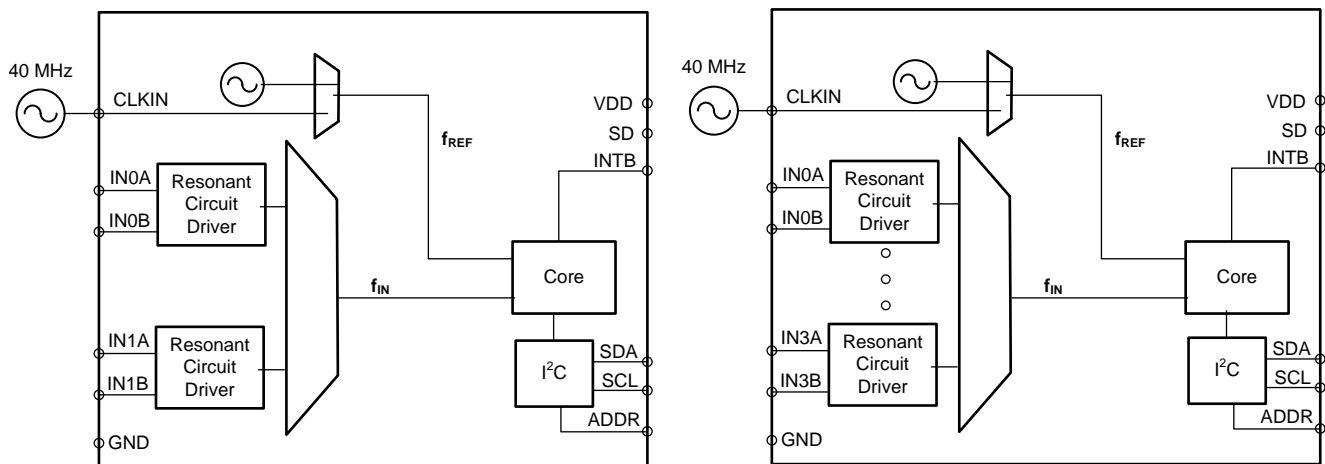 40 MHz
CLKIN
VDD
SD
INTB
fREF
IN0A
IN0B
Resonant
Circuit
Driver
Core
fIN
IN1A
IN1B
Resonant
Circuit
Driver
I²C
SDA
SCL
ADDR
GND
40 MHz
CLKIN
VDD
SD
INTB
fREF
IN0A
IN0B
Resonant
Circuit
Driver
Core
fIN
IN3A
IN3B
Resonant
Circuit
Driver
I²C
SDA
SCL
ADDR
GND